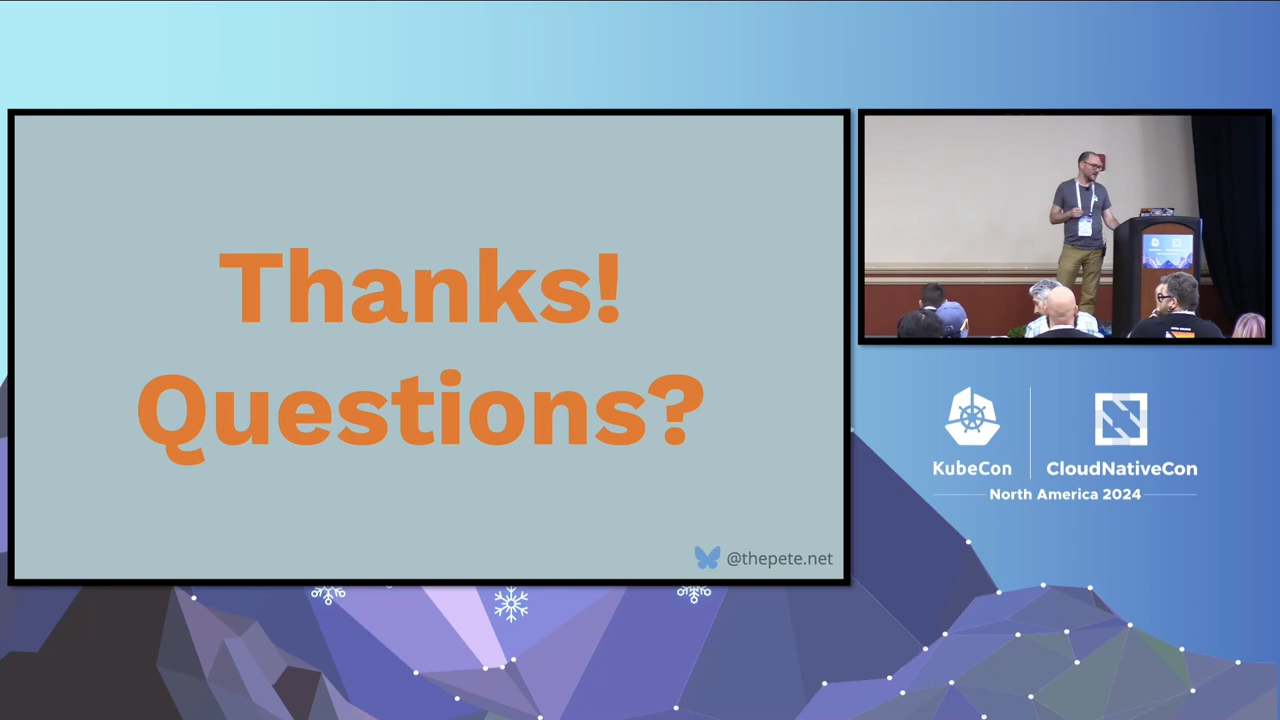 Thanks!
Questions?
@thepete.net
KubeCon
CloudNativeCon
North America 2024